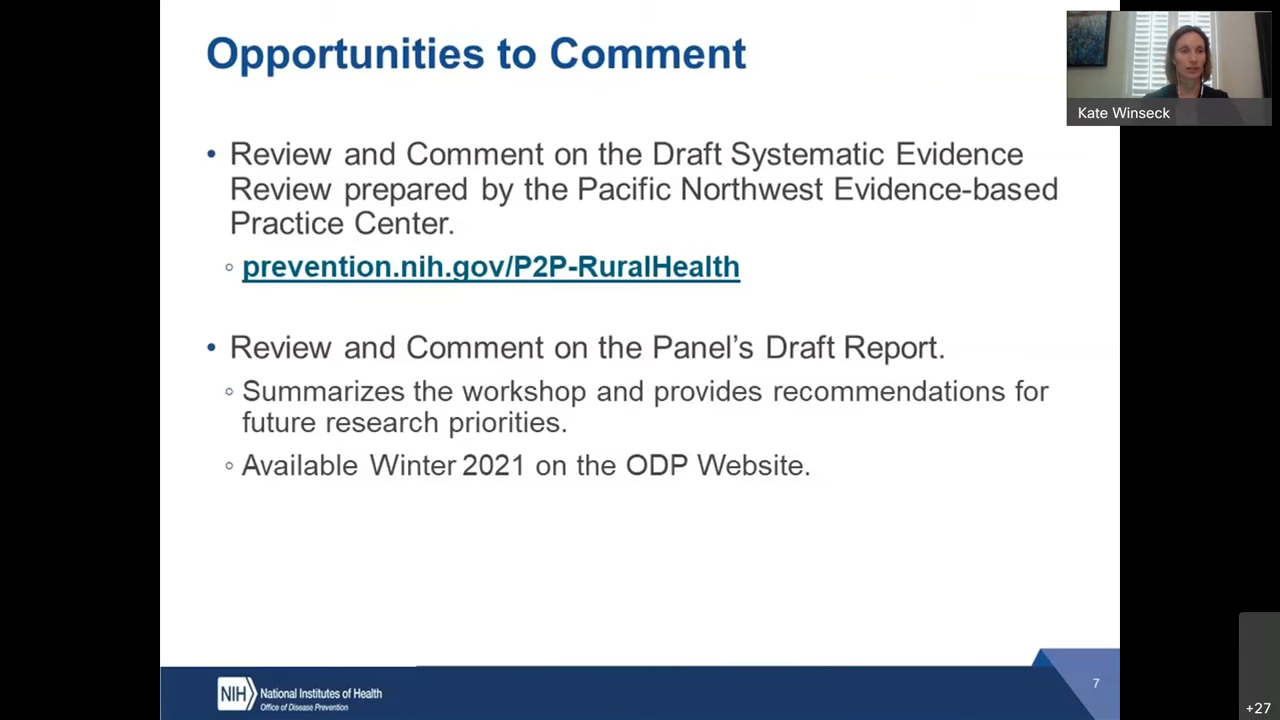 Opportunities to Comment
Kate Winseck
• Review and Comment on the Draft Systematic Evidence
Review prepared by the Pacific Northwest Evidence-based
Practice Center.
◦ prevention.nih.gov/P2P-RuralHealth
• Review and Comment on the Panel’s Draft Report.
◦ Summarizes the workshop and provides recommendations for
future research priorities.
◦ Available Winter 2021 on the ODP Website.
NIH National Institutes of Health
Office of Disease Prevention
7
+27